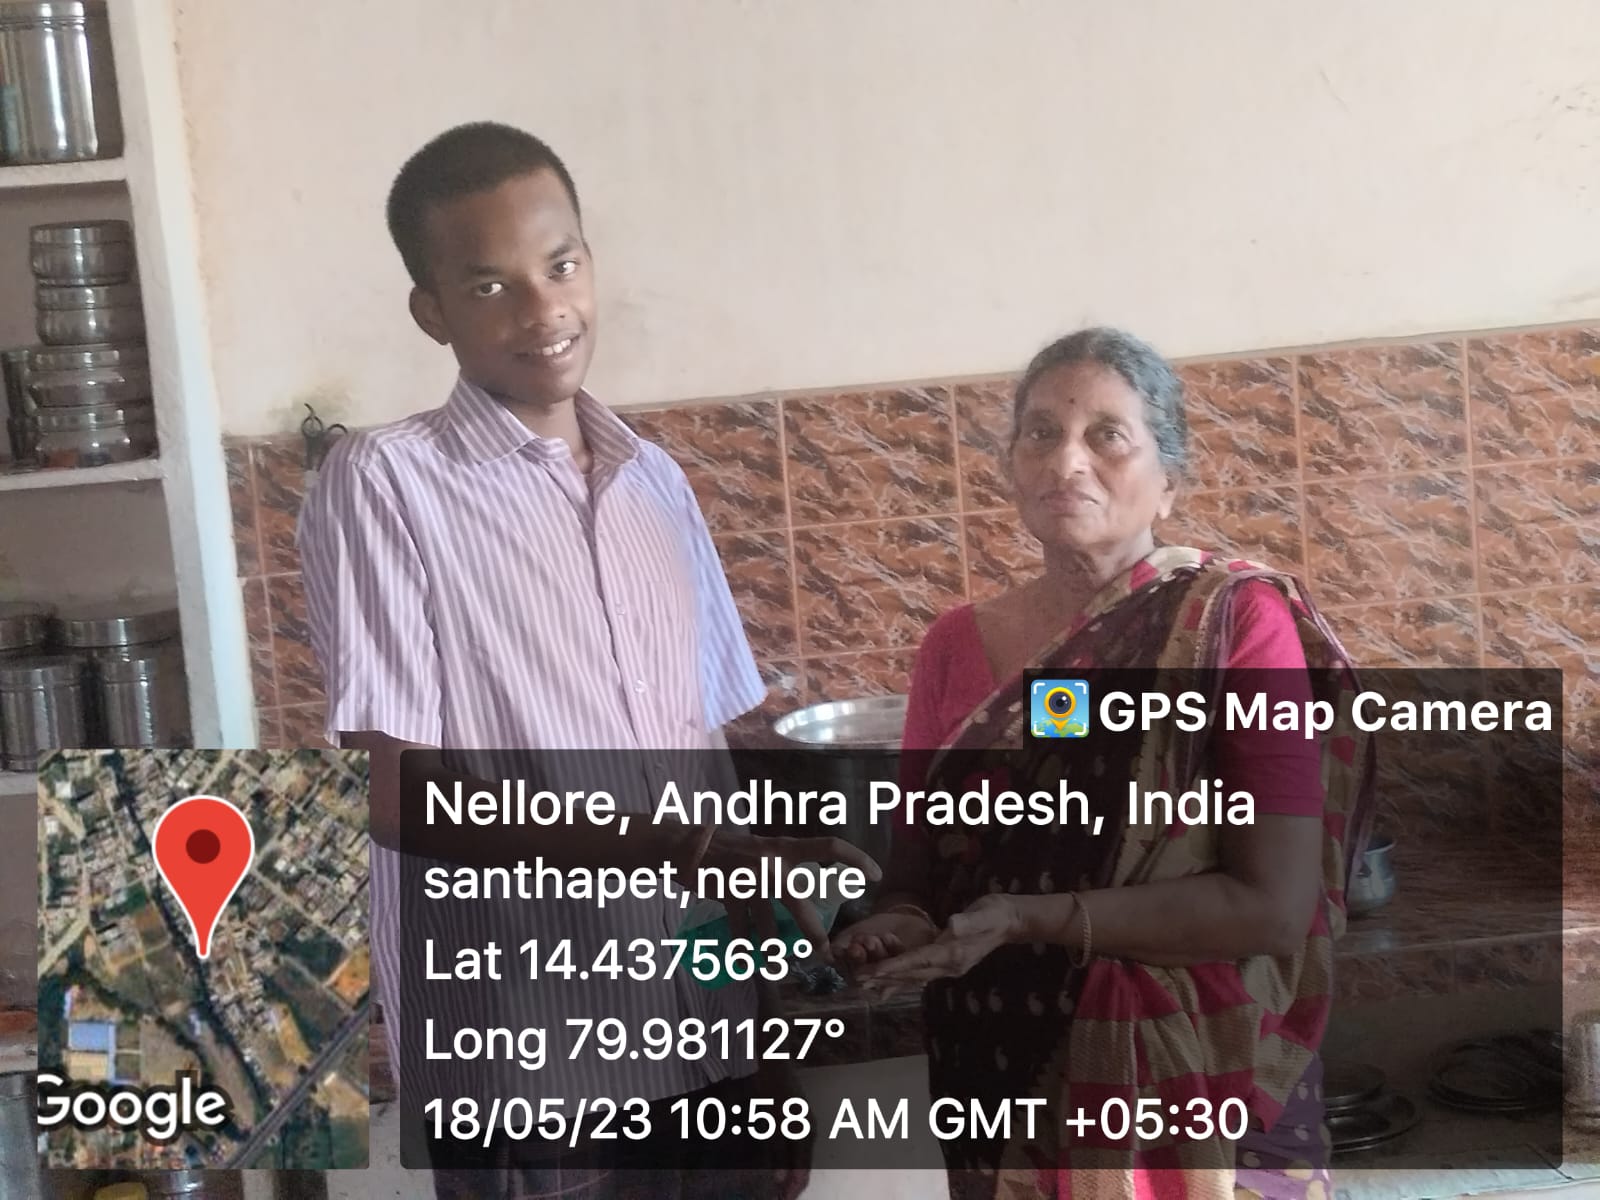 GPS Map Camera
Nellore, Andhra Pradesh, India
santhapet,nellore
Lat 14.437563°
Long 79.981127°
18/05/23 10:58 AM GMT +05:30
Google